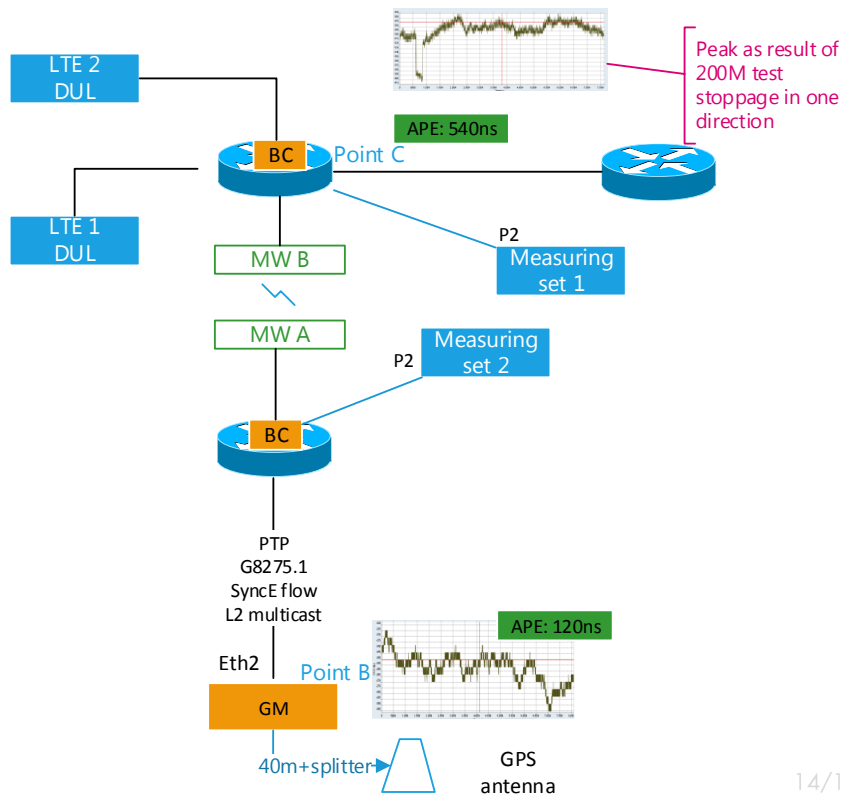 LTE 2
DUL
Peak as result of
200M test
stoppage in one
direction
APE: 540ns
BC
Point C
LTE 1
DUL
P2
MW B
Measuring
set 1
MW A
Measuring
set 2
P2
BC
PTP
G8275.1
SyncE flow
L2 multicast
APE: 120ns
Eth2
Point B
GM
40m+splitter
GPS
antenna
14/1